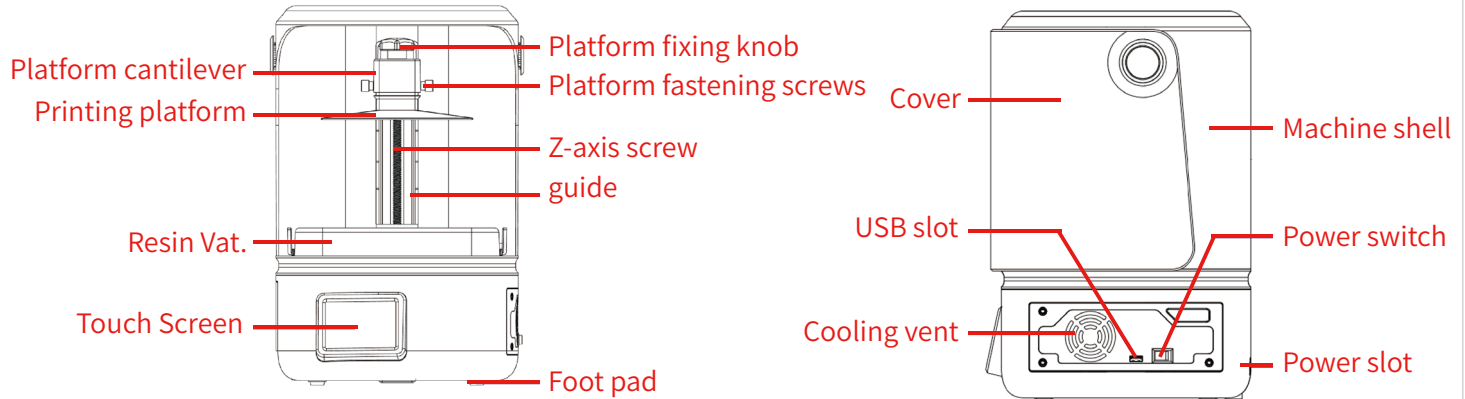 Platform fixing knob
Platform cantilever
Platform fastening screws
Printing platform
Z-axis screw
guide
Resin Vat.
Touch Screen
Foot pad
Cover
Machine shell
USB slot
Power switch
Cooling vent
Power slot